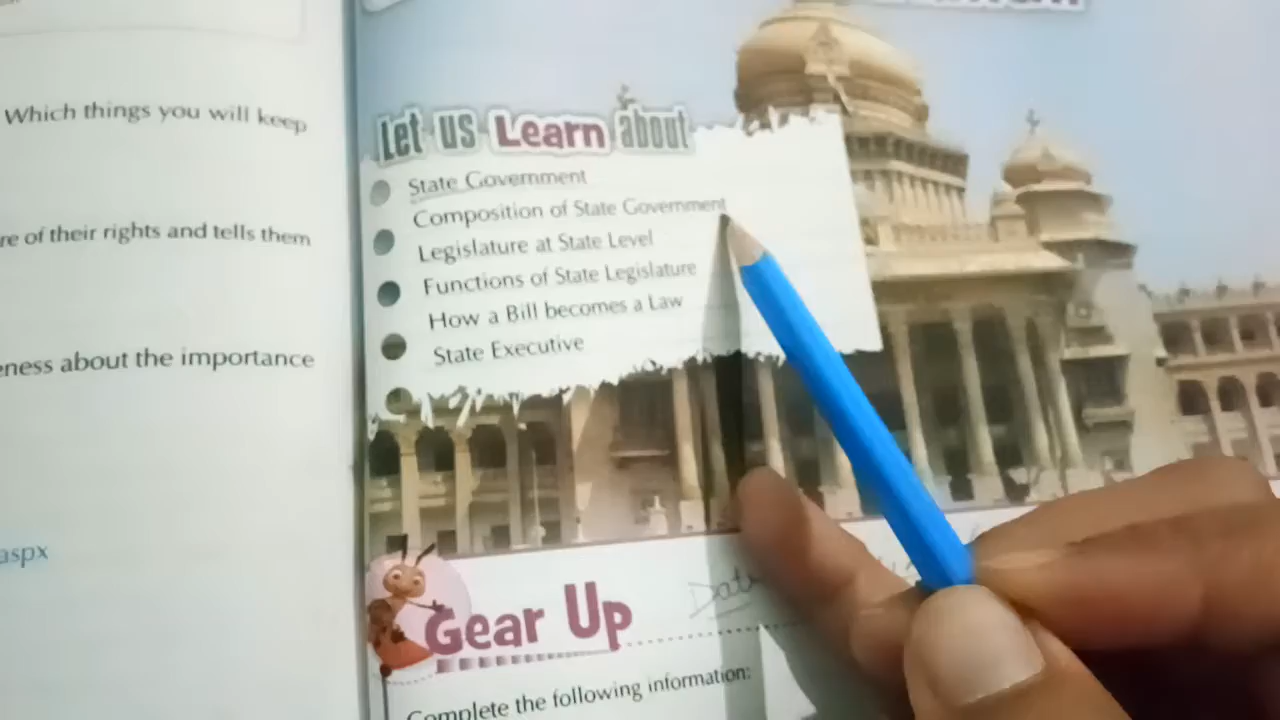 Which things you will keep
re of their rights and tells them
eness about the importance
aspx
Let us Learn about
State Government
Composition of State Government
Legislature at State Level
Functions of State Legislature
How a Bill becomes a Law
State Executive
Gear Up
Complete the following information: